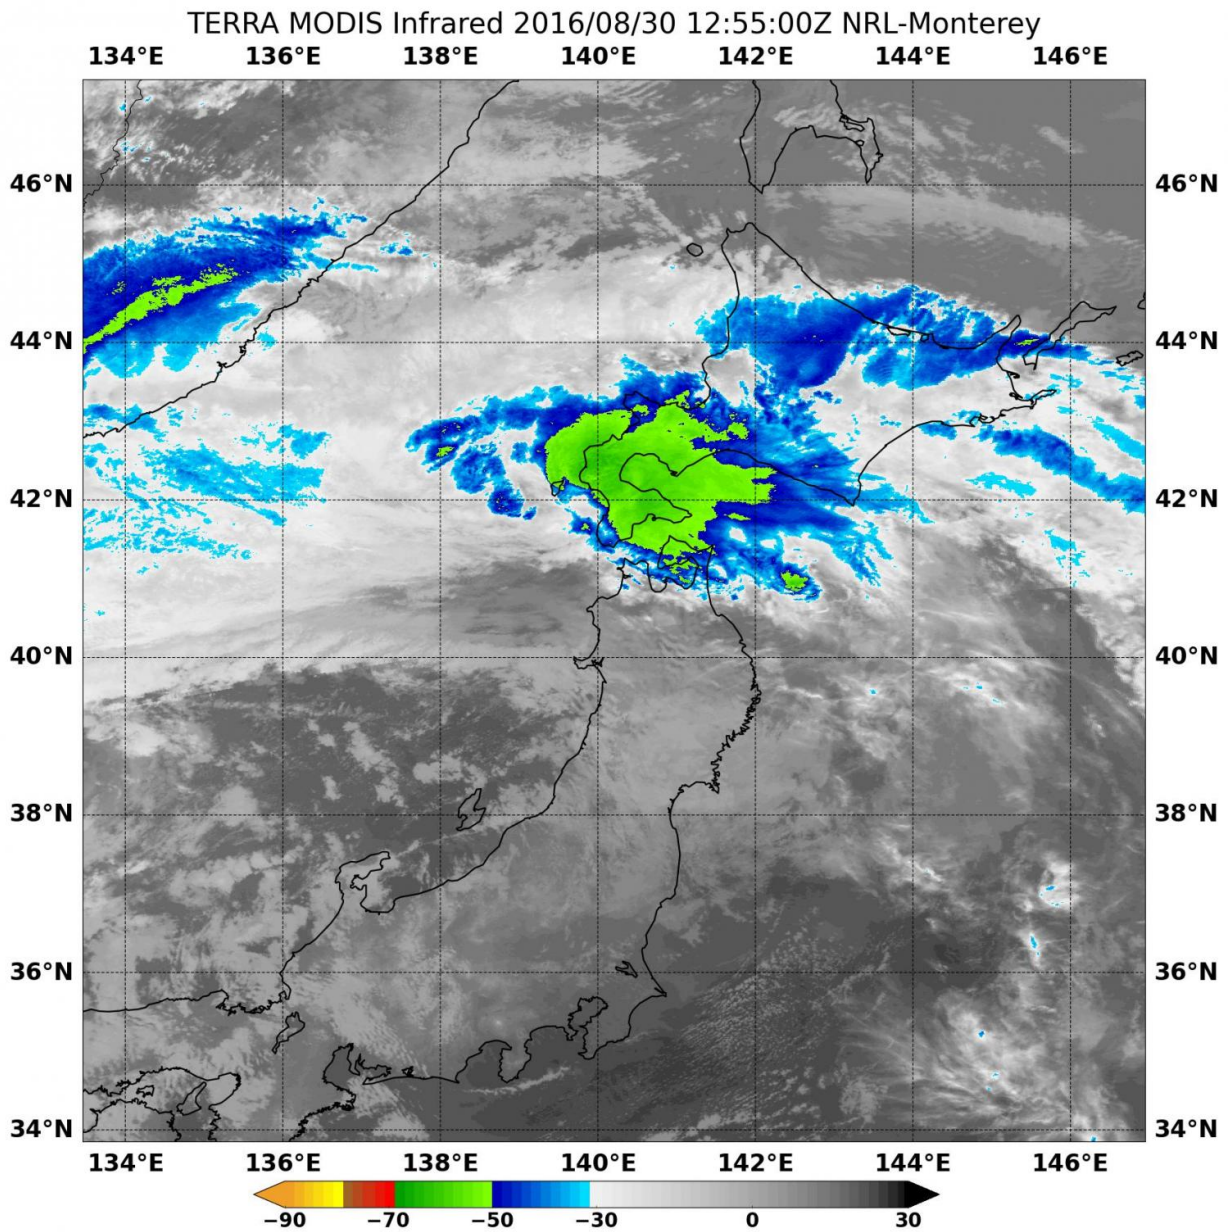 TERRA MODIS Infrared 2016/08/30 12:55:00Z NRL-Monterey
134°E 136°E 138°E 140°E 142°E 144°E 146°E
46°N 46°N
44°N 44°N
42°N 42°N
40°N 40°N
38°N 38°N
36°N 36°N
34°N 34°N
134°E 136°E 138°E 140°E 142°E 144°E 146°E
−90 −70 −50 −30 0 30